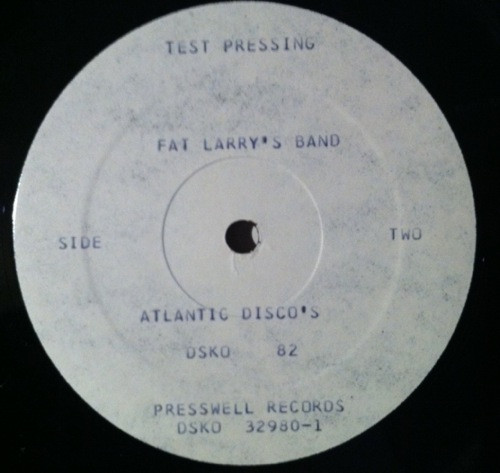 TEST PRESSING
FAT LARRY'S BAND
SIDE TWO
ATLANTIC DISCO'S
DSKO 82
PRESSWELL RECORDS
DSKO 32980-1